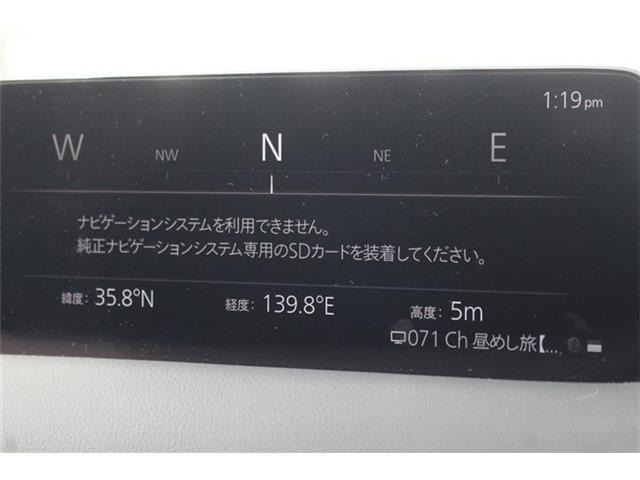 1:19pm
W NW N NE E
ナビゲーションシステムを利用できません。
純正ナビゲーションシステム専用のSDカードを装着してください。
緯度: 35.8°N 経度: 139.8°E 高度: 5m
071 Ch 昼めし旅【...